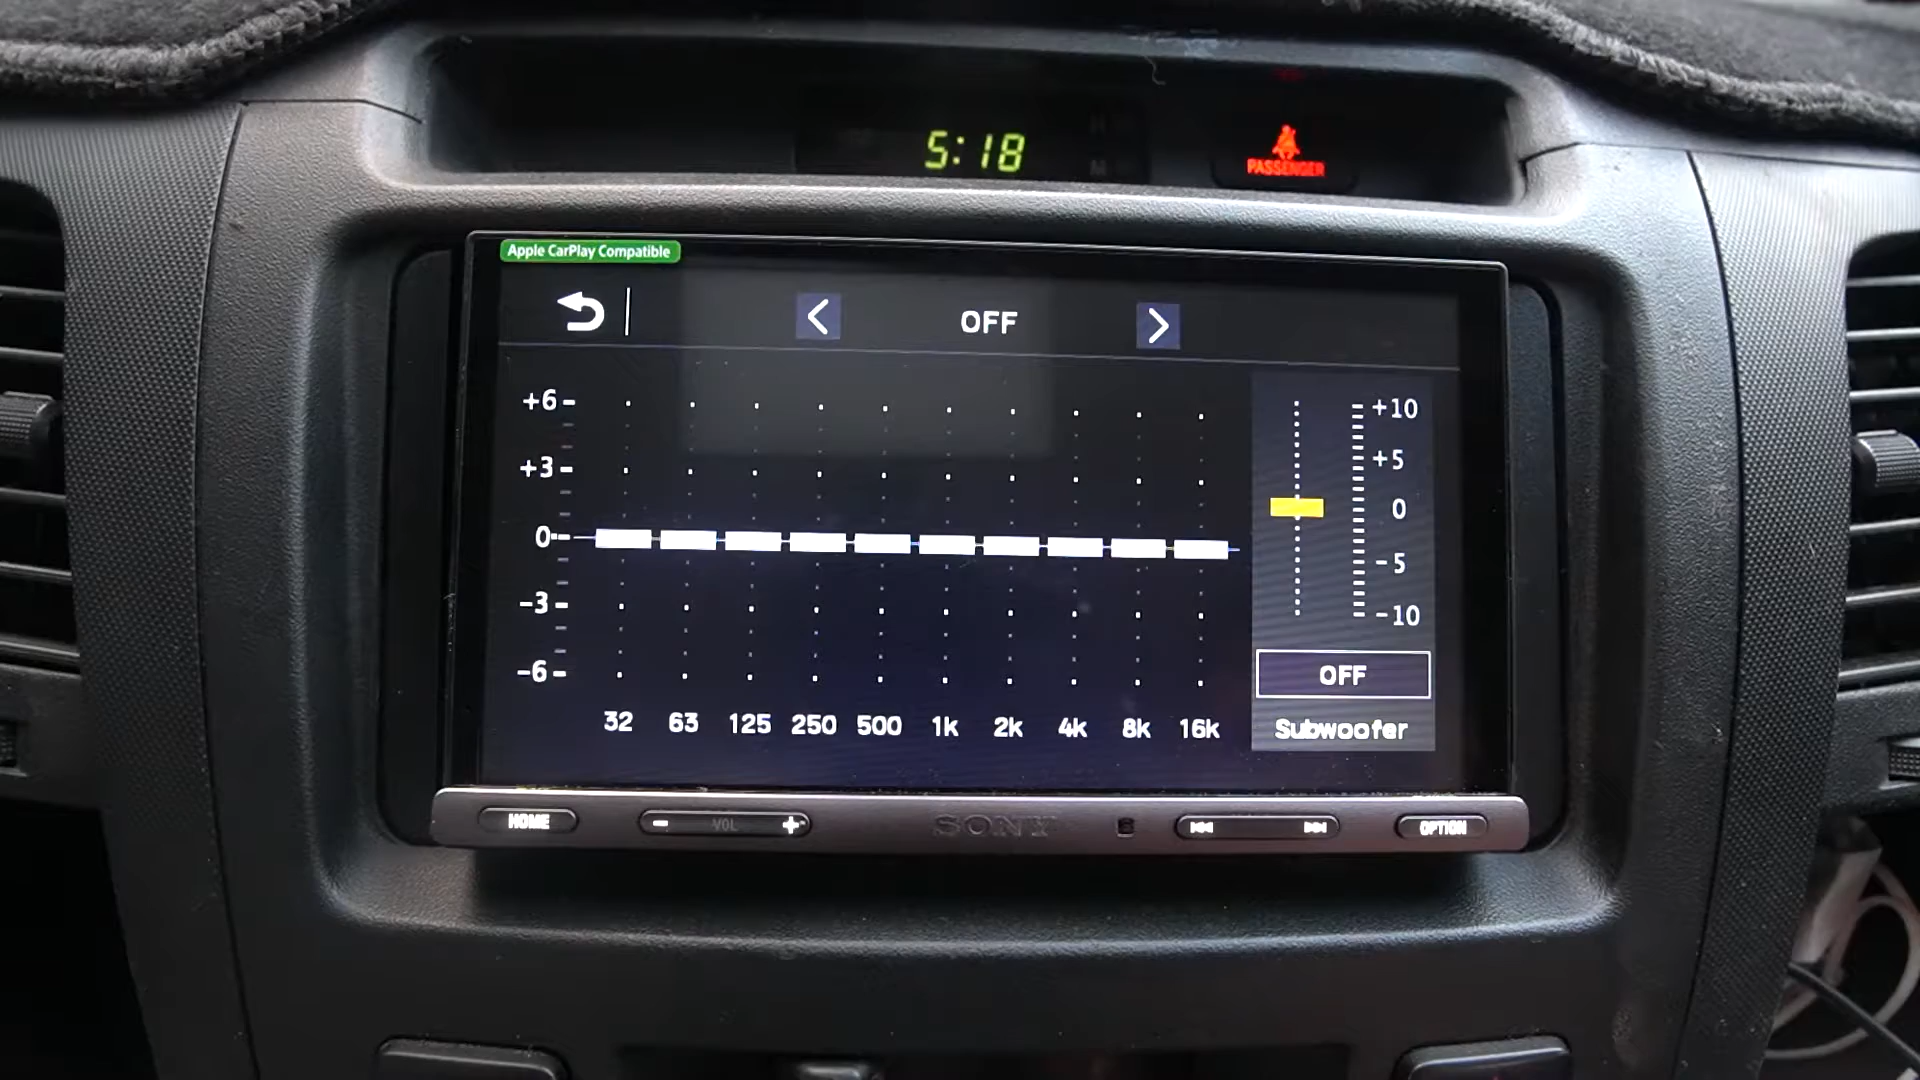 5:18
PASSENGER
Apple CarPlay Compatible
OFF
+6 +10
+3 +5
0 0
-3 -5
-6 -10
OFF
32 63 125 250 500 1k 2k 4k 8k 16k Subwoofer
HOME - VOL + SONY OPTION